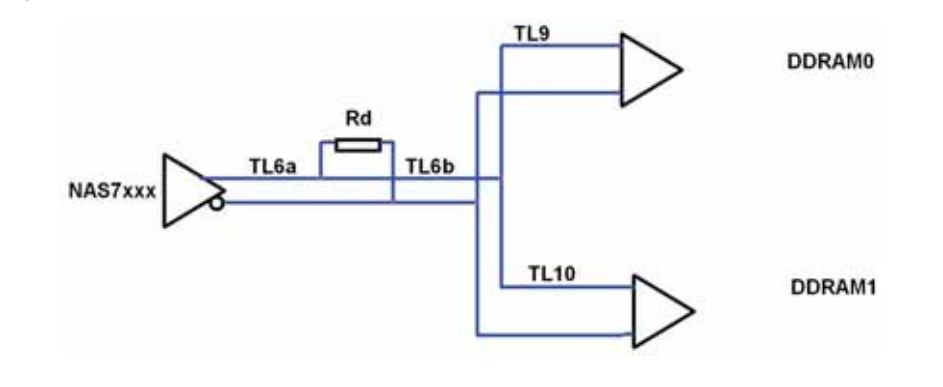 TL9
DDRAM0
Rd
TL6a
TL6b
NAS7xxx
TL10
DDRAM1